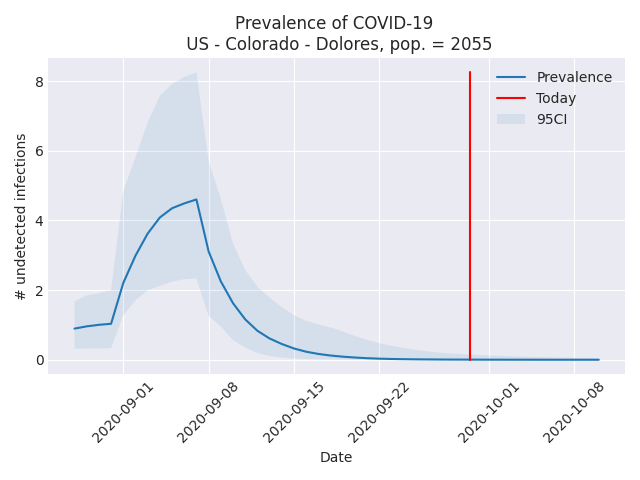 Prevalence of COVID-19
US - Colorado - Dolores, pop. = 2055
Prevalence
Today
95CI
# undetected infections
8
6
4
2
0
2020-09-01
2020-09-08
2020-09-15
2020-09-22
2020-10-01
2020-10-08
Date